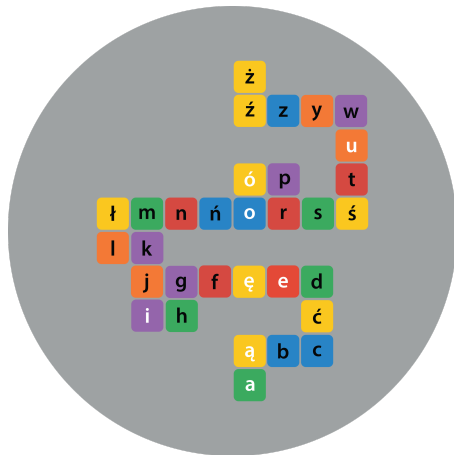 ż
ź z y w
u
ó p t
ł m n ń o r s ś
l k
j g f ę e d
i h ć
ą b c
a